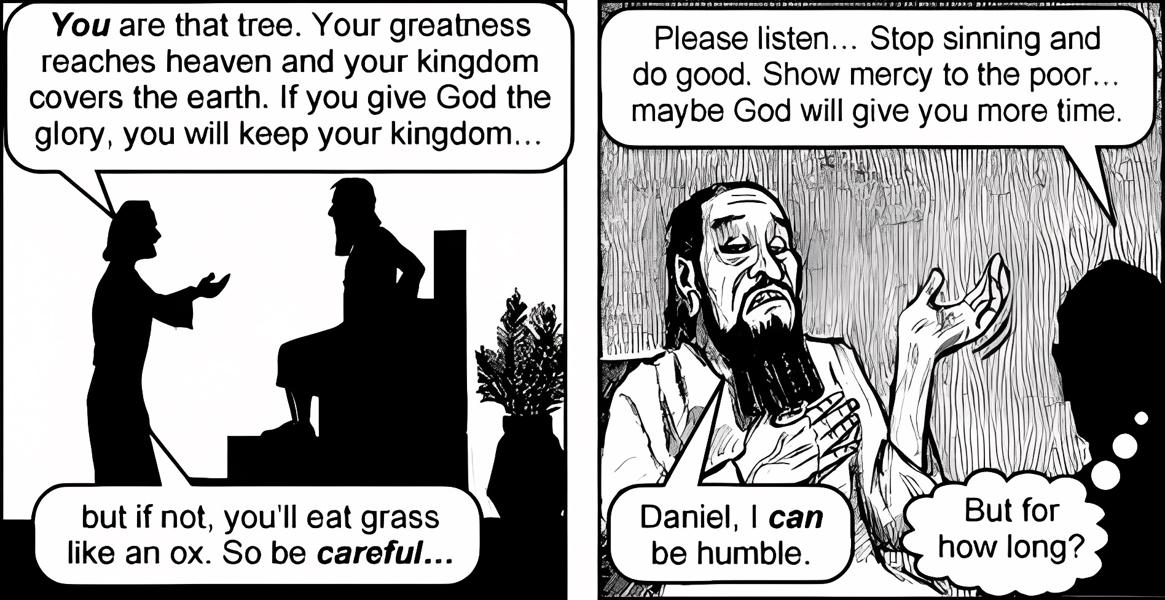 You are that tree. Your greatness
reaches heaven and your kingdom
covers the earth. If you give God the
glory, you will keep your kingdom...
but if not, you'll eat grass
like an ox. So be careful...
Please listen... Stop sinning and
do good. Show mercy to the poor...
maybe God will give you more time.
Daniel, I can
be humble.
But for
how long?